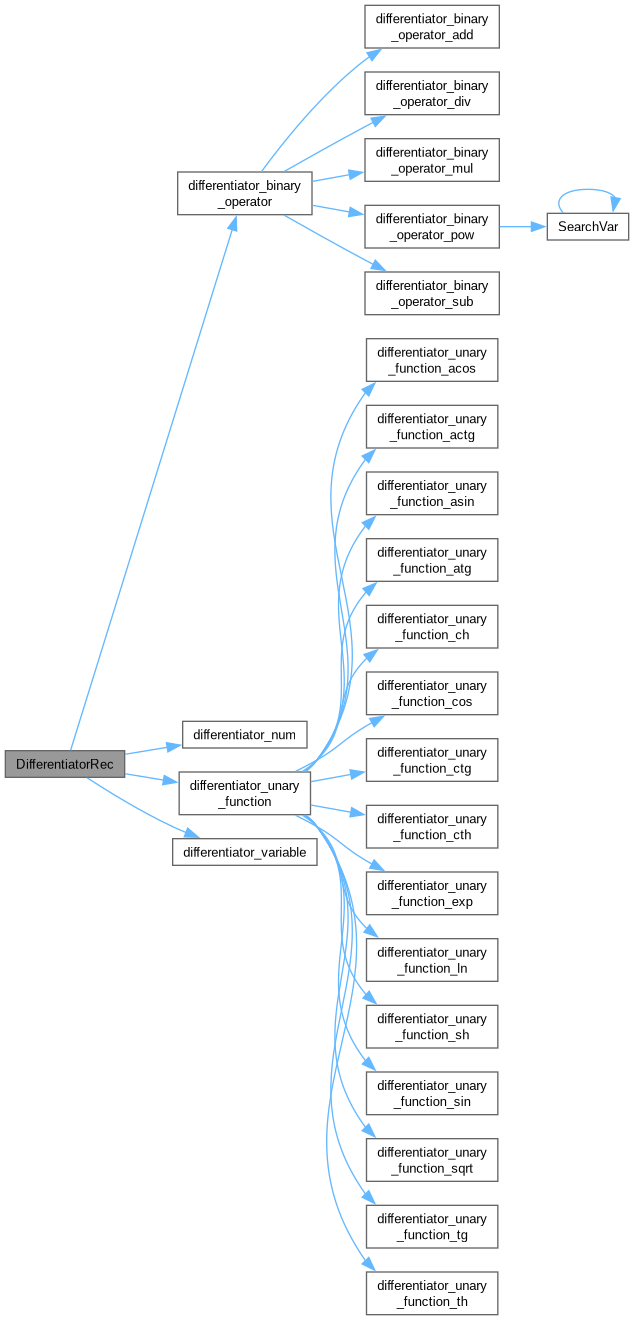 differentiator_binary
_operator_add
differentiator_binary
_operator_div
differentiator_binary
_operator_mul
differentiator_binary
_operator
differentiator_binary
_operator_pow
SearchVar
differentiator_binary
_operator_sub
differentiator_unary
_function_acos
differentiator_unary
_function_actg
differentiator_unary
_function_asin
differentiator_unary
_function_atg
differentiator_unary
_function_ch
differentiator_unary
_function_cos
differentiator_num
differentiator_unary
_function_ctg
DifferentiatorRec
differentiator_unary
_function
differentiator_unary
_function_cth
differentiator_variable
differentiator_unary
_function_exp
differentiator_unary
_function_ln
differentiator_unary
_function_sh
differentiator_unary
_function_sin
differentiator_unary
_function_sqrt
differentiator_unary
_function_tg
differentiator_unary
_function_th